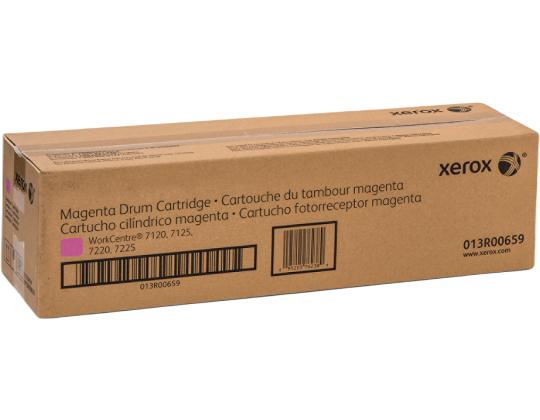 xerox
xerox
Magenta Drum Cartridge • Cartouche du tambour magenta
Cartucho cilíndrico magenta • Cartucho fotorreceptor magenta
WorkCentre® 7120, 7125,
7220, 7225
013R00659
013R00659
www.xerox.com